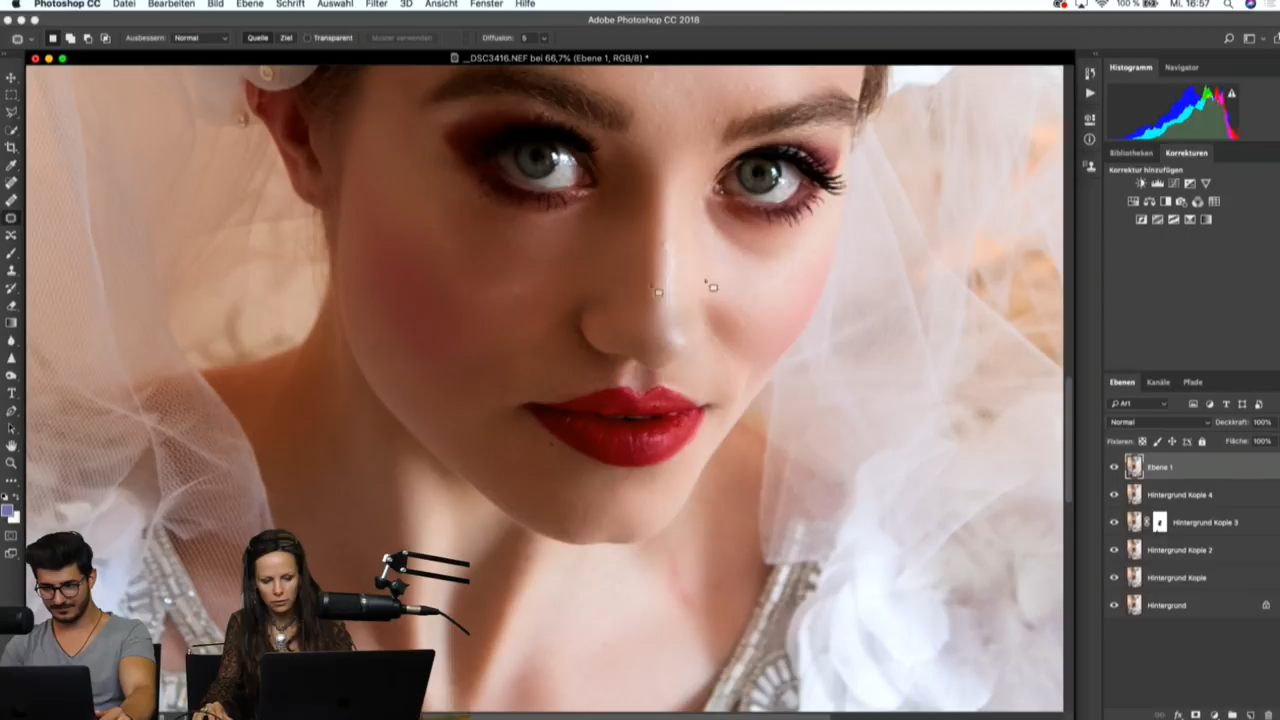 Photoshop CC Datei Bearbeiten Bild Ebene Schrift Auswahl Filter 3D Ansicht Fenster Hilfe 100 % Mi. 16:57
Adobe Photoshop CC 2018
Ausbessern: Normal Quelle Ziel Transparent Muster verwenden Diffusion: 5
__DSC3416.NEF bei 66,7% (Ebene 1, RGB/8) *
Histogramm Navigator
Bibliotheken Korrekturen
Korrektur hinzufügen
Ebenen Kanäle Pfade
Art
Normal Deckkraft: 100%
Fixieren: Fläche: 100%
Ebene 1
Hintergrund Kopie 4
Hintergrund Kopie 3
Hintergrund Kopie 2
Hintergrund Kopie
Hintergrund